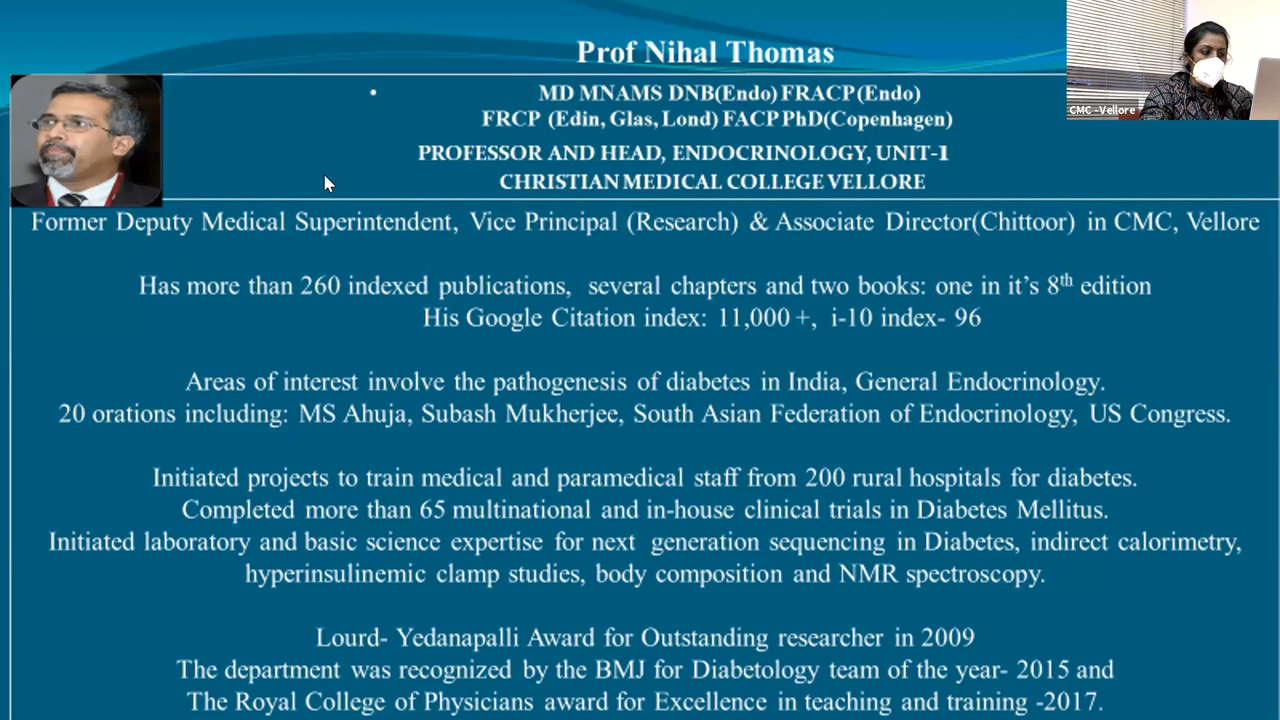 Prof Nihal Thomas
• MD MNAMS DNB(Endo) FRACP(Endo)
FRCP (Edin, Glas, Lond) FACP PhD(Copenhagen)
PROFESSOR AND HEAD, ENDOCRINOLOGY, UNIT-1
CHRISTIAN MEDICAL COLLEGE VELLORE
CMC -Vellore
Former Deputy Medical Superintendent, Vice Principal (Research) & Associate Director(Chittoor) in CMC, Vellore
Has more than 260 indexed publications, several chapters and two books: one in it's 8th edition
His Google Citation index: 11,000 +, i-10 index- 96
Areas of interest involve the pathogenesis of diabetes in India, General Endocrinology.
20 orations including: MS Ahuja, Subash Mukherjee, South Asian Federation of Endocrinology, US Congress.
Initiated projects to train medical and paramedical staff from 200 rural hospitals for diabetes.
Completed more than 65 multinational and in-house clinical trials in Diabetes Mellitus.
Initiated laboratory and basic science expertise for next generation sequencing in Diabetes, indirect calorimetry,
hyperinsulinemic clamp studies, body composition and NMR spectroscopy.
Lourd- Yedanapalli Award for Outstanding researcher in 2009
The department was recognized by the BMJ for Diabetology team of the year- 2015 and
The Royal College of Physicians award for Excellence in teaching and training -2017.